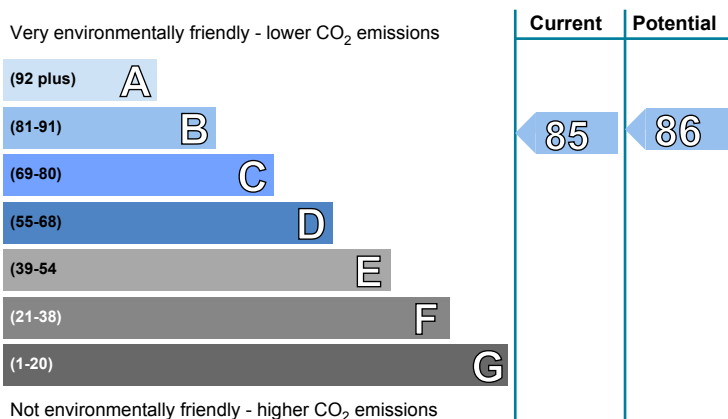 Very environmentally friendly - lower CO2 emissions
Current
Potential
(92 plus) A
(81-91) B
85
86
(69-80) C
(55-68) D
(39-54 E
(21-38) F
(1-20) G
Not environmentally friendly - higher CO2 emissions